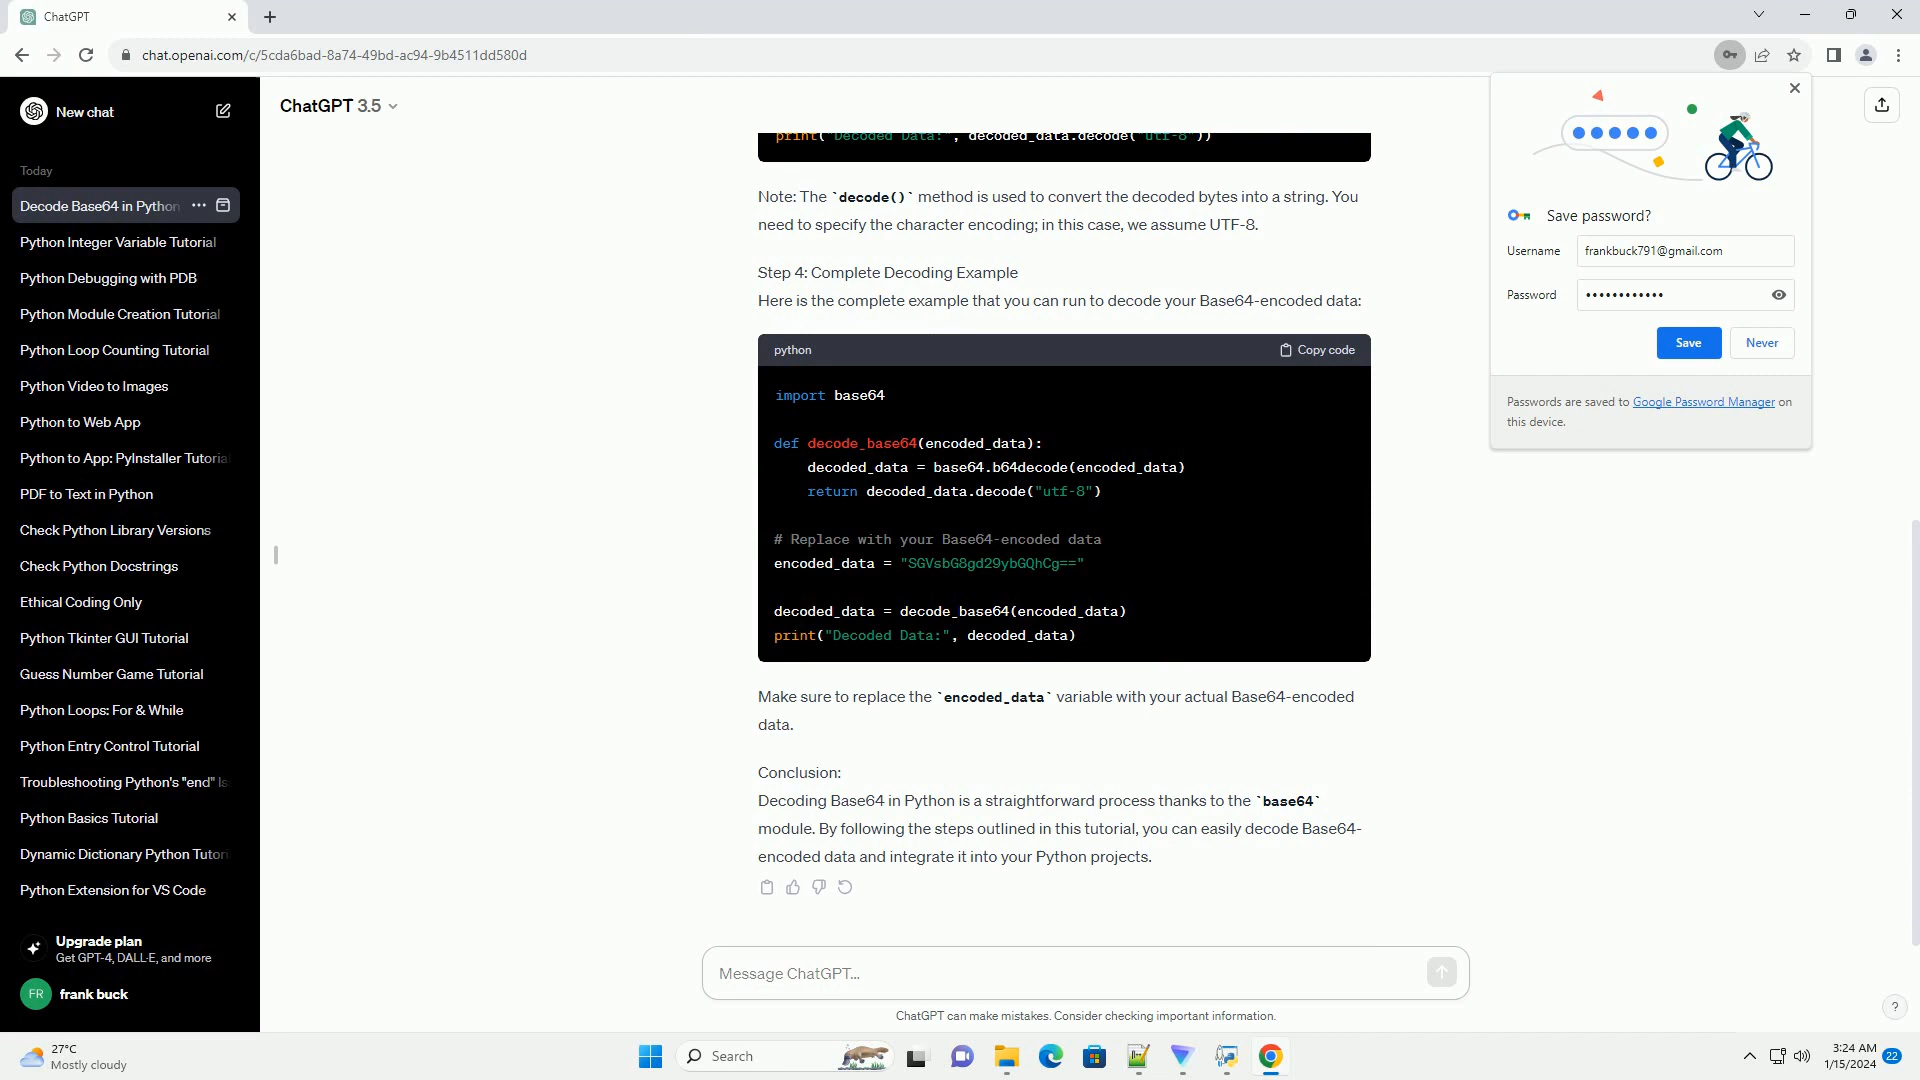 ChatGPT
chat.openai.com/c/5cda6bad-8a74-49bd-ac94-9b4511dd580d
New chat
Today
Decode Base64 in Python
Python Integer Variable Tutorial
Python Debugging with PDB
Python Module Creation Tutorial
Python Loop Counting Tutorial
Python Video to Images
Python to Web App
Python to App: PyInstaller Tutoria
PDF to Text in Python
Check Python Library Versions
Check Python Docstrings
Ethical Coding Only
Python Tkinter GUI Tutorial
Guess Number Game Tutorial
Python Loops: For & While
Python Entry Control Tutorial
Troubleshooting Python's "end" Is
Python Basics Tutorial
Dynamic Dictionary Python Tutori
Python Extension for VS Code
Upgrade plan
Get GPT-4, DALL·E, and more
FR frank buck
ChatGPT 3.5
print("Decoded Data:", decoded_data.decode("utf-8"))
Note: The `decode()` method is used to convert the decoded bytes into a string. You
need to specify the character encoding; in this case, we assume UTF-8.
Step 4: Complete Decoding Example
Here is the complete example that you can run to decode your Base64-encoded data:
python Copy code
import base64
def decode_base64(encoded_data):
    decoded_data = base64.b64decode(encoded_data)
    return decoded_data.decode("utf-8")
# Replace with your Base64-encoded data
encoded_data = "SGVsbG8gd29ybGQhCg=="
decoded_data = decode_base64(encoded_data)
print("Decoded Data:", decoded_data)
Make sure to replace the `encoded_data` variable with your actual Base64-encoded
data.
Conclusion:
Decoding Base64 in Python is a straightforward process thanks to the `base64`
module. By following the steps outlined in this tutorial, you can easily decode Base64-
encoded data and integrate it into your Python projects.
Message ChatGPT...
ChatGPT can make mistakes. Consider checking important information.
?
Save password?
Username frankbuck791@gmail.com
Password ••••••••••••
Save Never
Passwords are saved to Google Password Manager on
this device.
27°C
Mostly cloudy
Search
3:24 AM
1/15/2024
22